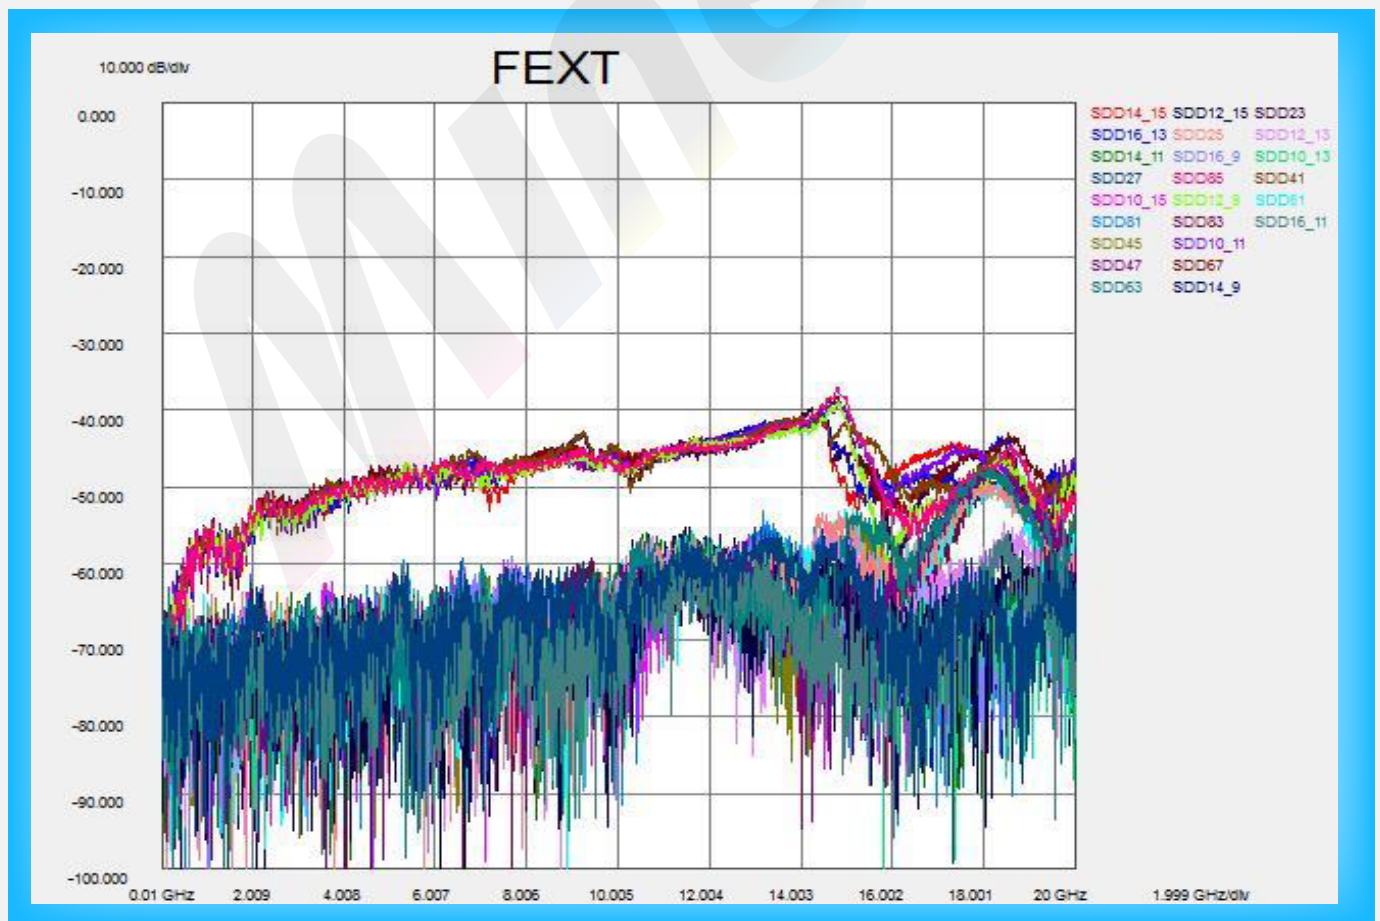 FEXT
10.000 dB/div
0.000
-10.000
-20.000
-30.000
-40.000
-50.000
-60.000
-70.000
-80.000
-90.000
-100.000
0.01 GHz 2.009 4.008 6.007 8.006 10.005 12.004 14.003 16.002 18.001 20 GHz 1.999 GHz/div
SDD14_15 SDD12_15 SDD23
SDD16_13 SDD25 SDD12_13
SDD14_11 SDD16_9 SDD10_13
SDD27 SDD85 SDD41
SDD10_15 SDD12_9 SDD61
SDD81 SDD83 SDD16_11
SDD45 SDD10_11
SDD47 SDD67
SDD63 SDD14_9